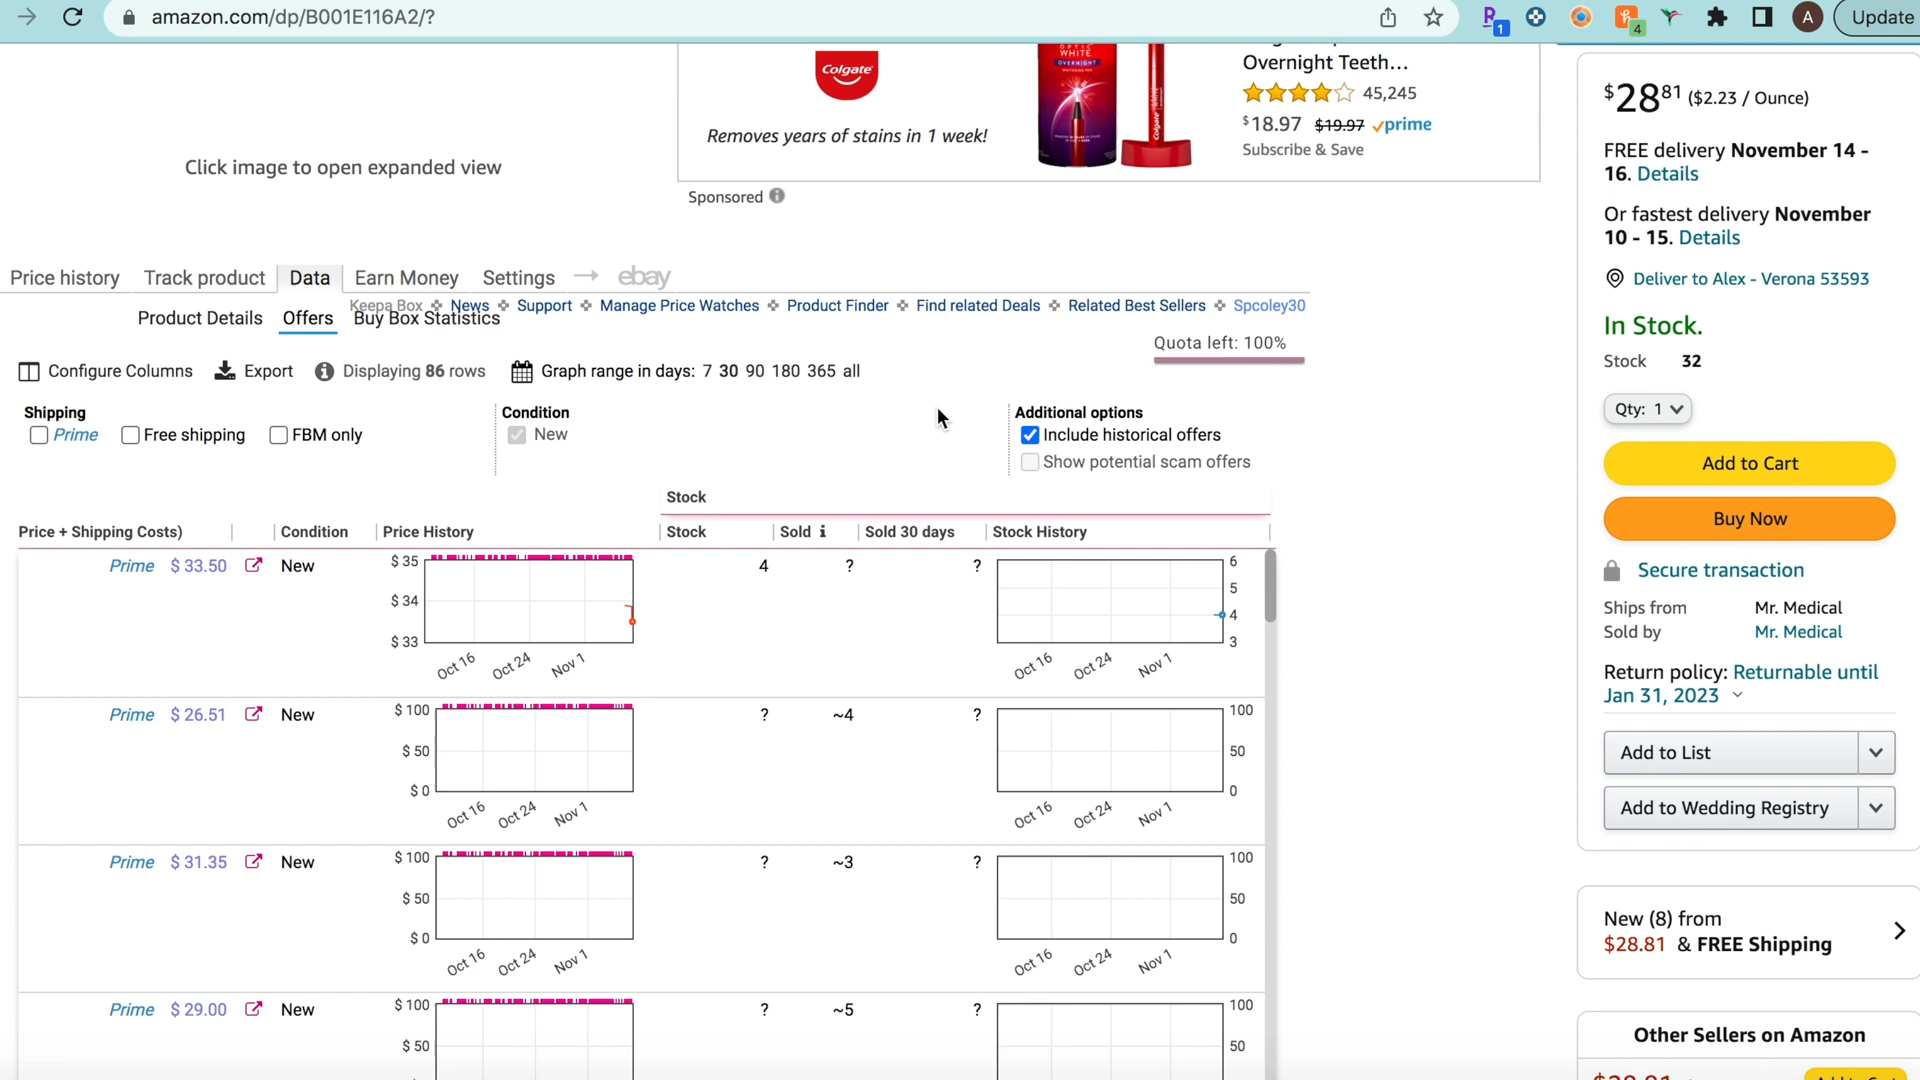 amazon.com/dp/B001E116A2/?
1
4
A
Update
Colgate
OPTIC
WHITE
OVERNIGHT
Removes years of stains in 1 week!
Overnight Teeth...
45,245
$18.97 $19.97 prime
Subscribe & Save
Sponsored
Click image to open expanded view
Price history Track product Data Earn Money Settings ebay
Keepa Box News Support Manage Price Watches Product Finder Find related Deals Related Best Sellers Spcoley30
Product Details Offers Buy Box Statistics
Quota left: 100%
Configure Columns Export Displaying 86 rows Graph range in days: 7 30 90 180 365 all
Shipping Condition Additional options
Prime Free shipping FBM only New Include historical offers
Show potential scam offers
Stock
Price + Shipping Costs) Condition Price History Stock Sold Sold 30 days Stock History
Prime $ 33.50 New $ 35 4 ? ? 6
5
$ 34
4
$ 33 3
Oct 16 Oct 24 Nov 1 Oct 16 Oct 24 Nov 1
Prime $ 26.51 New $ 100 ? ~4 ? 100
$ 50 50
$ 0 0
Oct 16 Oct 24 Nov 1 Oct 16 Oct 24 Nov 1
Prime $ 31.35 New $ 100 ? ~3 ? 100
$ 50 50
$ 0 0
Oct 16 Oct 24 Nov 1 Oct 16 Oct 24 Nov 1
Prime $ 29.00 New $ 100 ? ~5 ? 100
$ 50 50
$28.81 ($2.23 / Ounce)
FREE delivery November 14 -
16. Details
Or fastest delivery November
10 - 15. Details
Deliver to Alex - Verona 53593
In Stock.
Stock 32
Qty: 1
Add to Cart
Buy Now
Secure transaction
Ships from Mr. Medical
Sold by Mr. Medical
Return policy: Returnable until
Jan 31, 2023
Add to List
Add to Wedding Registry
New (8) from
$28.81 & FREE Shipping
Other Sellers on Amazon